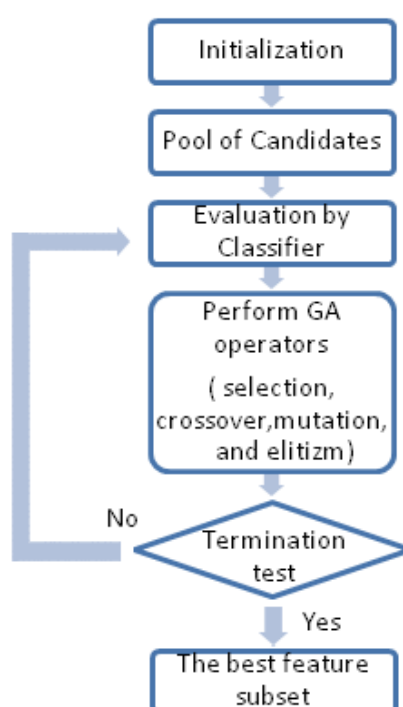 Initialization
Pool of Candidates
Evaluation by
Classifier
Perform GA
operators
( selection,
crossover,mutation,
and elitizm)
No
Termination
test
Yes
The best feature
subset